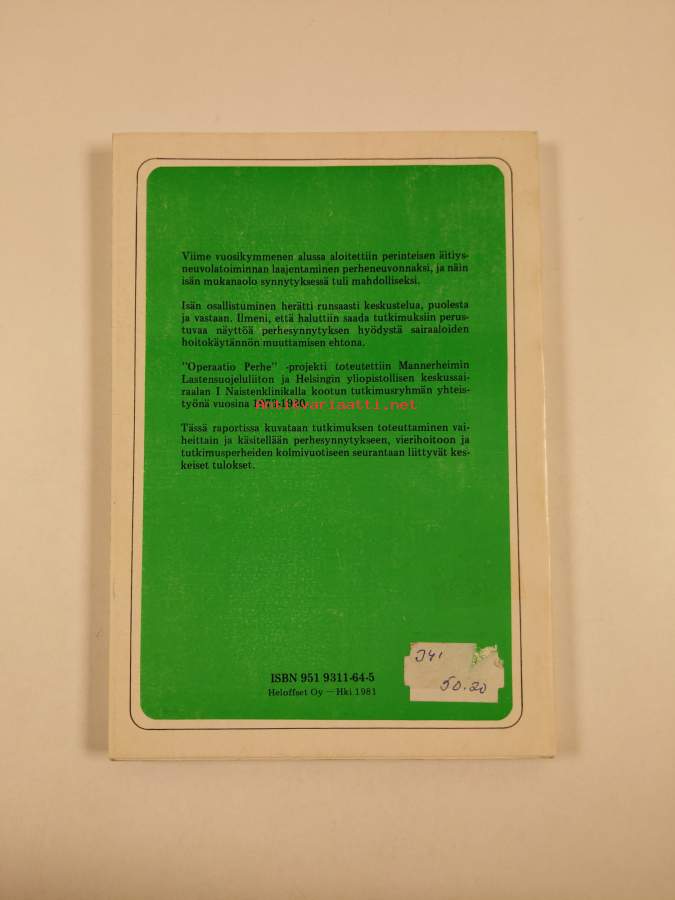 Viime vuosikymmenen alussa aloitettiin perinteisen äitiys-
neuvolatoiminnan laajentaminen perheneuvonnaksi, ja näin
isän mukanaolo synnytyksessä tuli mahdolliseksi.
Isän osallistuminen herätti runsaasti keskustelua, puolesta
ja vastaan. Ilmeni, että haluttiin saada tutkimuksiin perus-
tuvaa näyttöä perhesynnytyksen hyödystä sairaaloiden
hoitokäytännön muuttamisen ehtona.
"Operaatio Perhe" -projekti toteutettiin Mannerheimin
Lastensuojeluliiton ja Helsingin yliopistollisen keskussai-
raalan I Naistenklinikalla kootun tutkimusryhmän yhteis-
työnä vuosina
Antikvariaatti.net
Tässä raportissa kuvataan tutkimuksen toteuttaminen vai-
heittain ja käsitellään perhesynnytykseen, vierihoitoon ja
tutkimusperheiden kolmivuotiseen seurantaan liittyvät kes-
keiset tulokset.
ISBN 951 9311-64-5
Heloffset Oy — Hki 1981
50.20